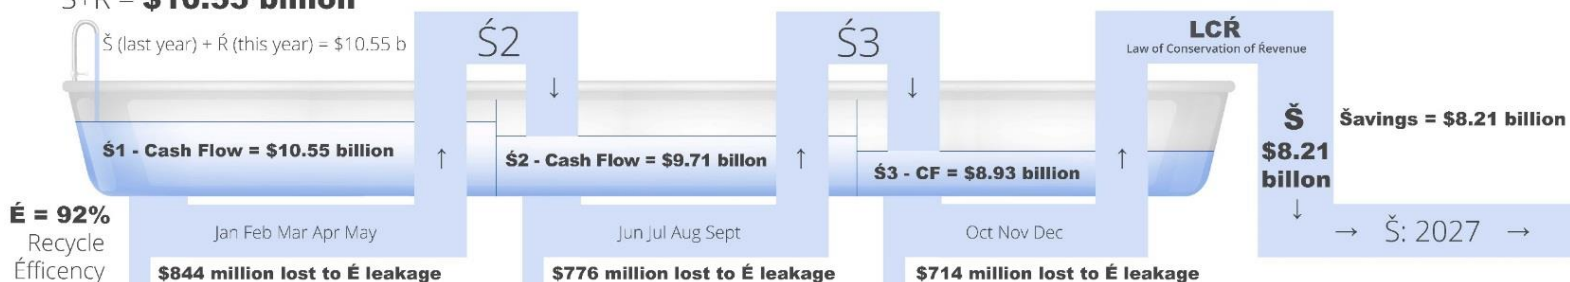 Š+Ŕ = $10.55 billion
Š (last year) + Ŕ (this year) = $10.55 b
Ś2
Ś3
LCŔ
Law of Conservation of Ŕevenue
↓
↓
Š
$8.21
billon
↓
Šavings = $8.21 billion
Ś1 - Cash Flow = $10.55 billion
↑
Ś2 - Cash Flow = $9.71 billon
↑
Ś3 - CF = $8.93 billion
↑
É = 92%
Recycle
Éfficency
Jan Feb Mar Apr May
Jun Jul Aug Sept
Oct Nov Dec
→ Š: 2027 →
$844 million lost to É leakage
$776 million lost to É leakage
$714 million lost to É leakage